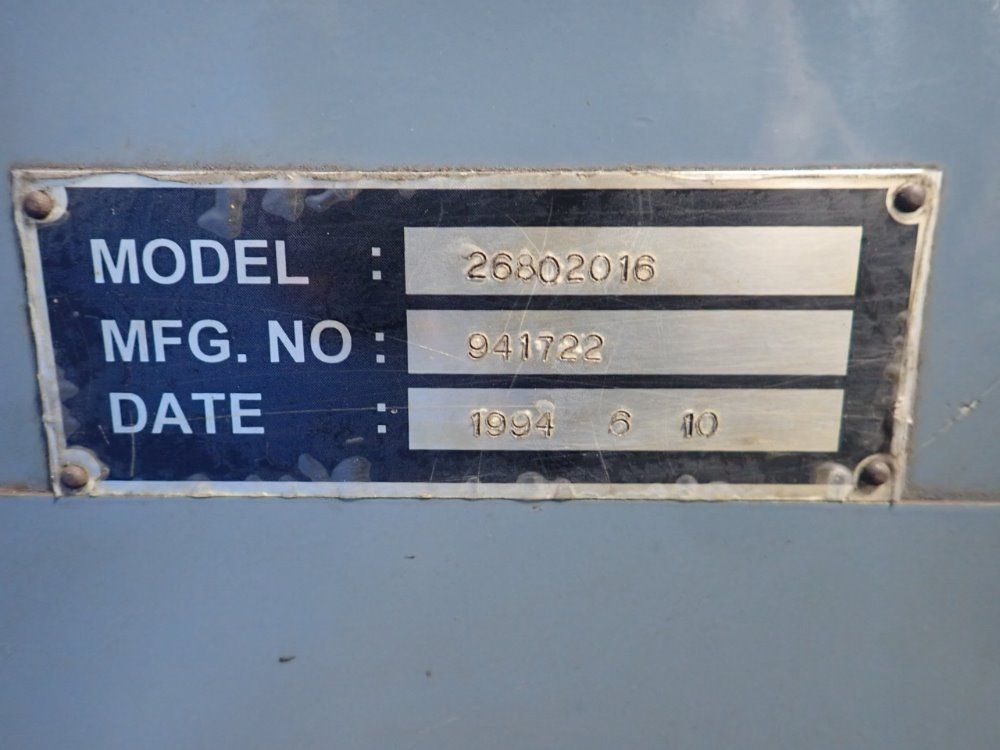 MODEL : 26802016
MFG. NO : 941722
DATE : 1994 6 10